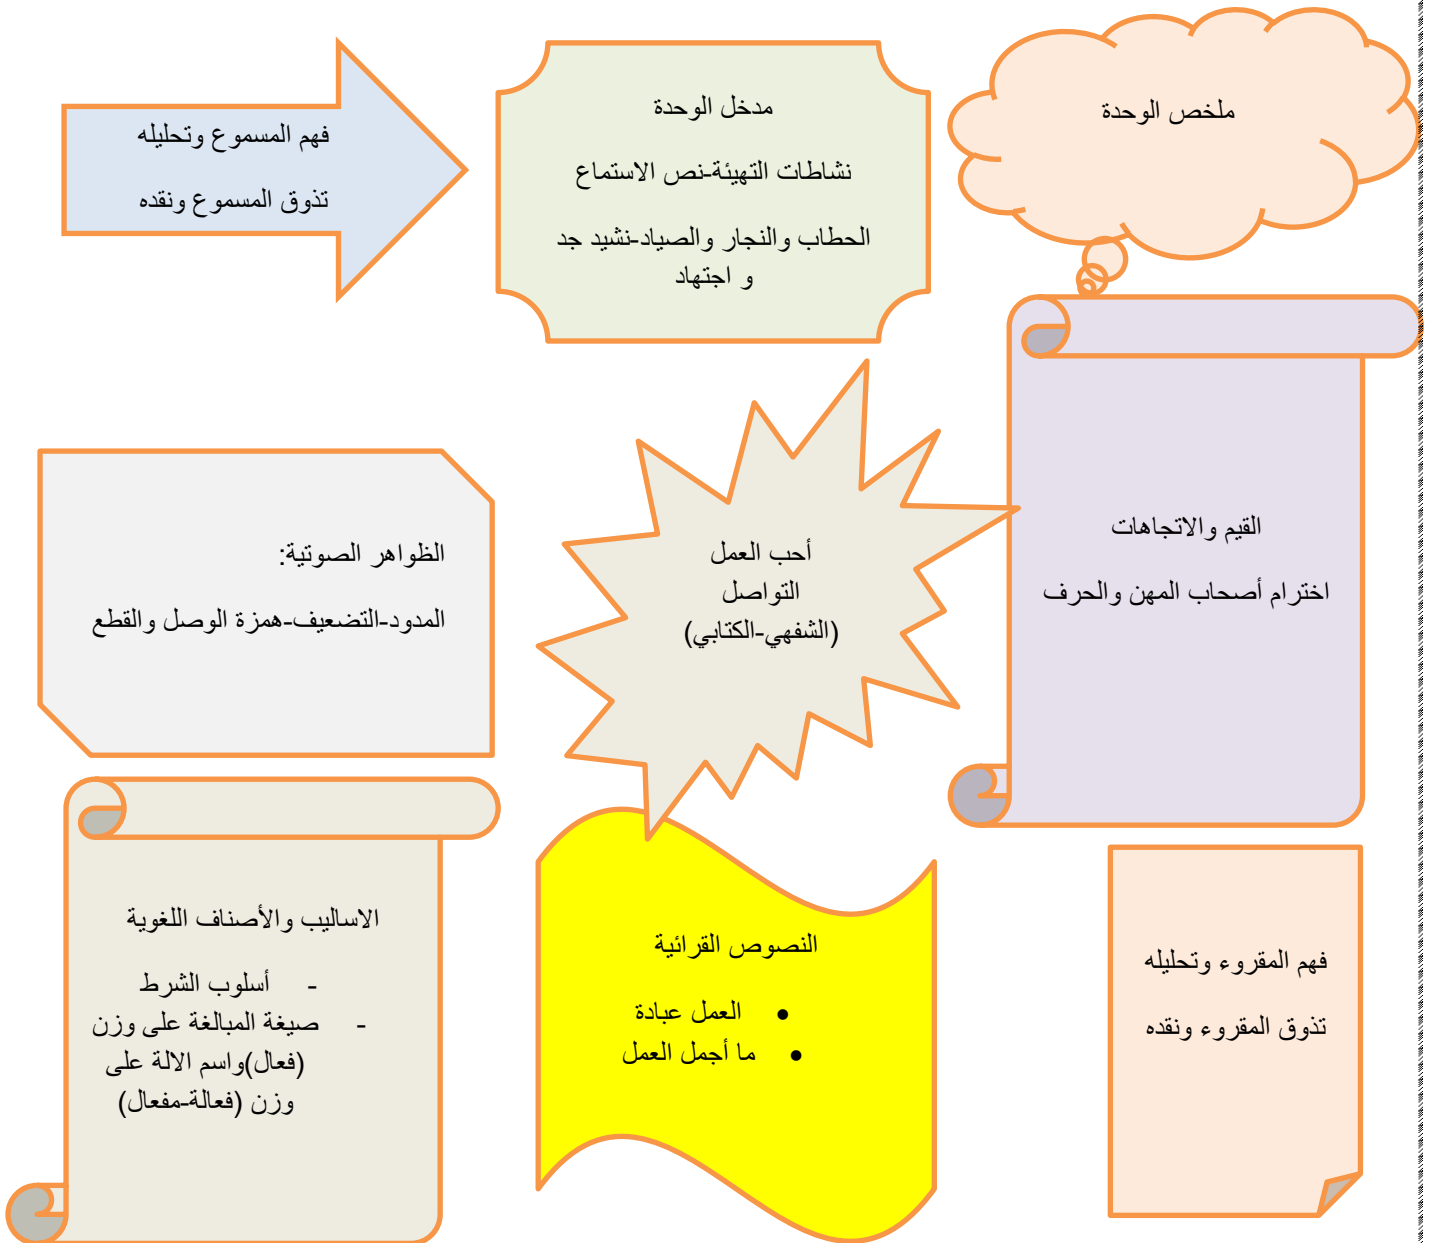 ملخص الوحدة
مدخل الوحدة
نشاطات التهيئة-نص الاستماع
الحطاب والنجار والصياد-نشيد جد
و اجتهاد
فهم المسموع وتحليله
تذوق المسموع ونقده
القيم والاتجاهات
اخترام أصحاب المهن والحرف
أحب العمل
التواصل
(الشفهي-الكتابي)
الظواهر الصوتية:
المدود-التضعيف-همزة الوصل والقطع
فهم المقروء وتحليله
تذوق المقروء ونقده
النصوص القرائية
• العمل عبادة
• ما أجمل العمل
الاساليب والأصناف اللغوية
- أسلوب الشرط
- صيغة المبالغة على وزن
(فعال)واسم الالة على
وزن (فعالة-مفعال)